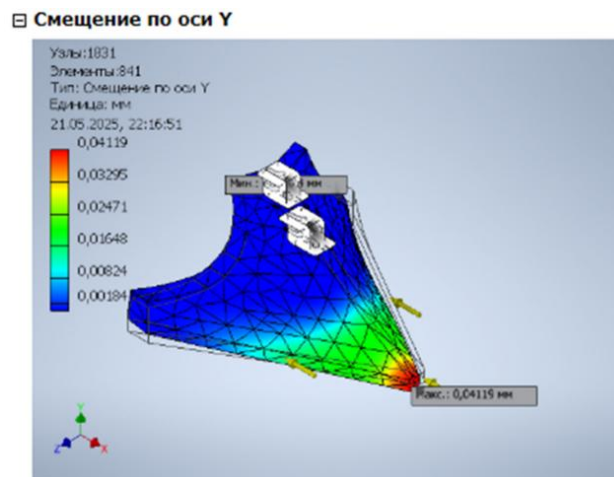 Смещение по оси Y
Узлы:1831
Элементы:841
Тип: Смещение по оси Y
Единица: мм
21.05.2025, 22:16:51
0,04119
0,03295
0,02471
0,01648
0,00824
0,00184
Мин.: мм
Макс.: 0,04119 мм
Y
Z
X